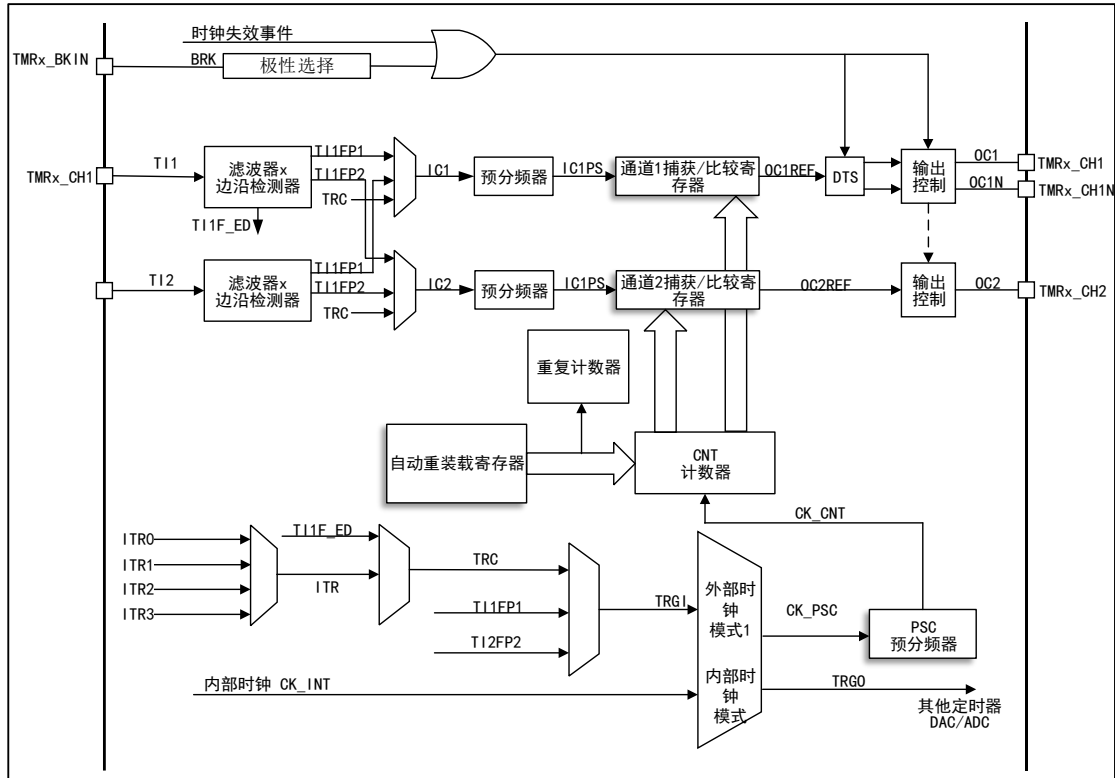 时钟失效事件
TMRx_BKIN
BRK
极性选择
TMRx_CH1
TI1
滤波器x
边沿检测器
TI1FP1
TI1FP2
TRC
TI1F_ED
IC1
预分频器
IC1PS
通道1捕获/比较寄
存器
OC1REF
DTS
输出
控制
OC1
OC1N
TMRx_CH1
TMRx_CH1N
TI2
滤波器x
边沿检测器
TI1FP1
TI1FP2
TRC
IC2
预分频器
IC1PS
通道2捕获/比较寄
存器
OC2REF
输出
控制
OC2
TMRx_CH2
重复计数器
自动重装载寄存器
CNT
计数器
CK_CNT
ITR0
ITR1
ITR2
ITR3
TI1F_ED
ITR
TRC
TI1FP1
TI2FP2
TRGI
外部时
钟
模式1
内部时
钟
模式
CK_PSC
PSC
预分频器
内部时钟 CK_INT
TRGO
其他定时器
DAC/ADC